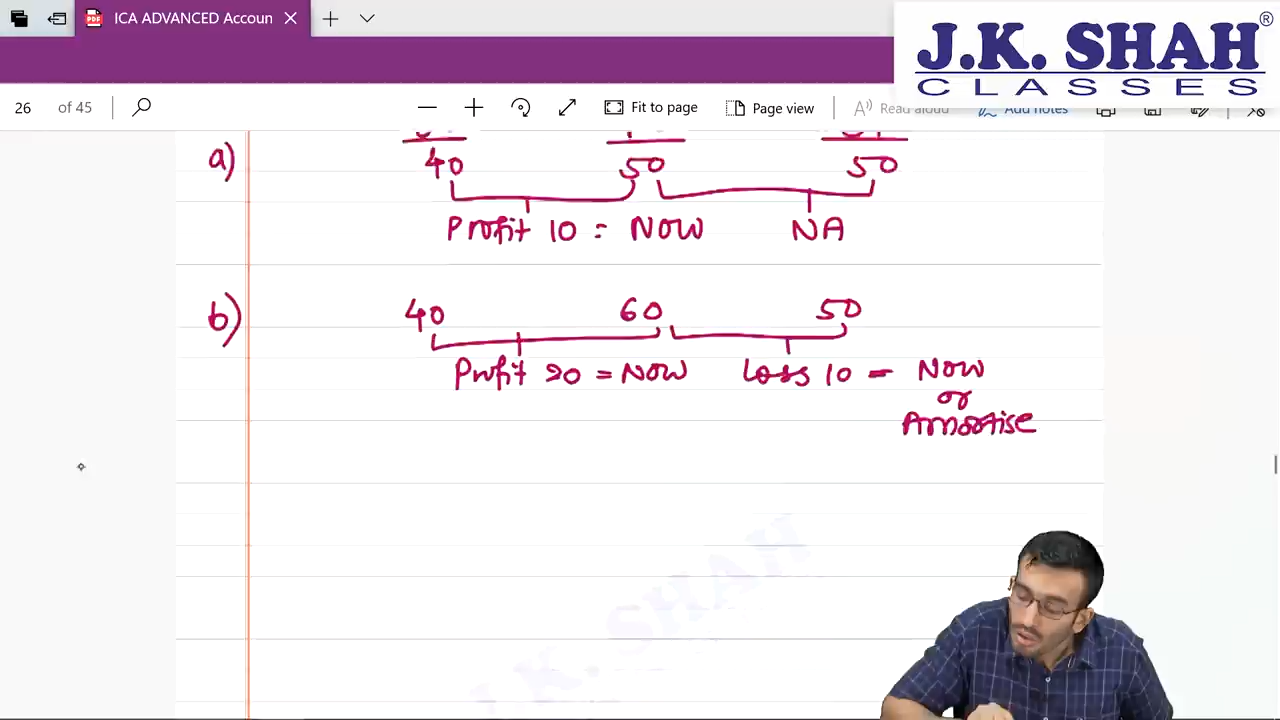 ICA ADVANCED Accoun
J.K. SHAH®
CLASSES
26 of 45
Fit to page
Page view
Read aloud
Add notes
a)
40 50 50
Profit 10 = Now NA
b) 40 60 50
Profit 20 = Now Loss 10 - Now
or
Amortise
J.K. SHAH